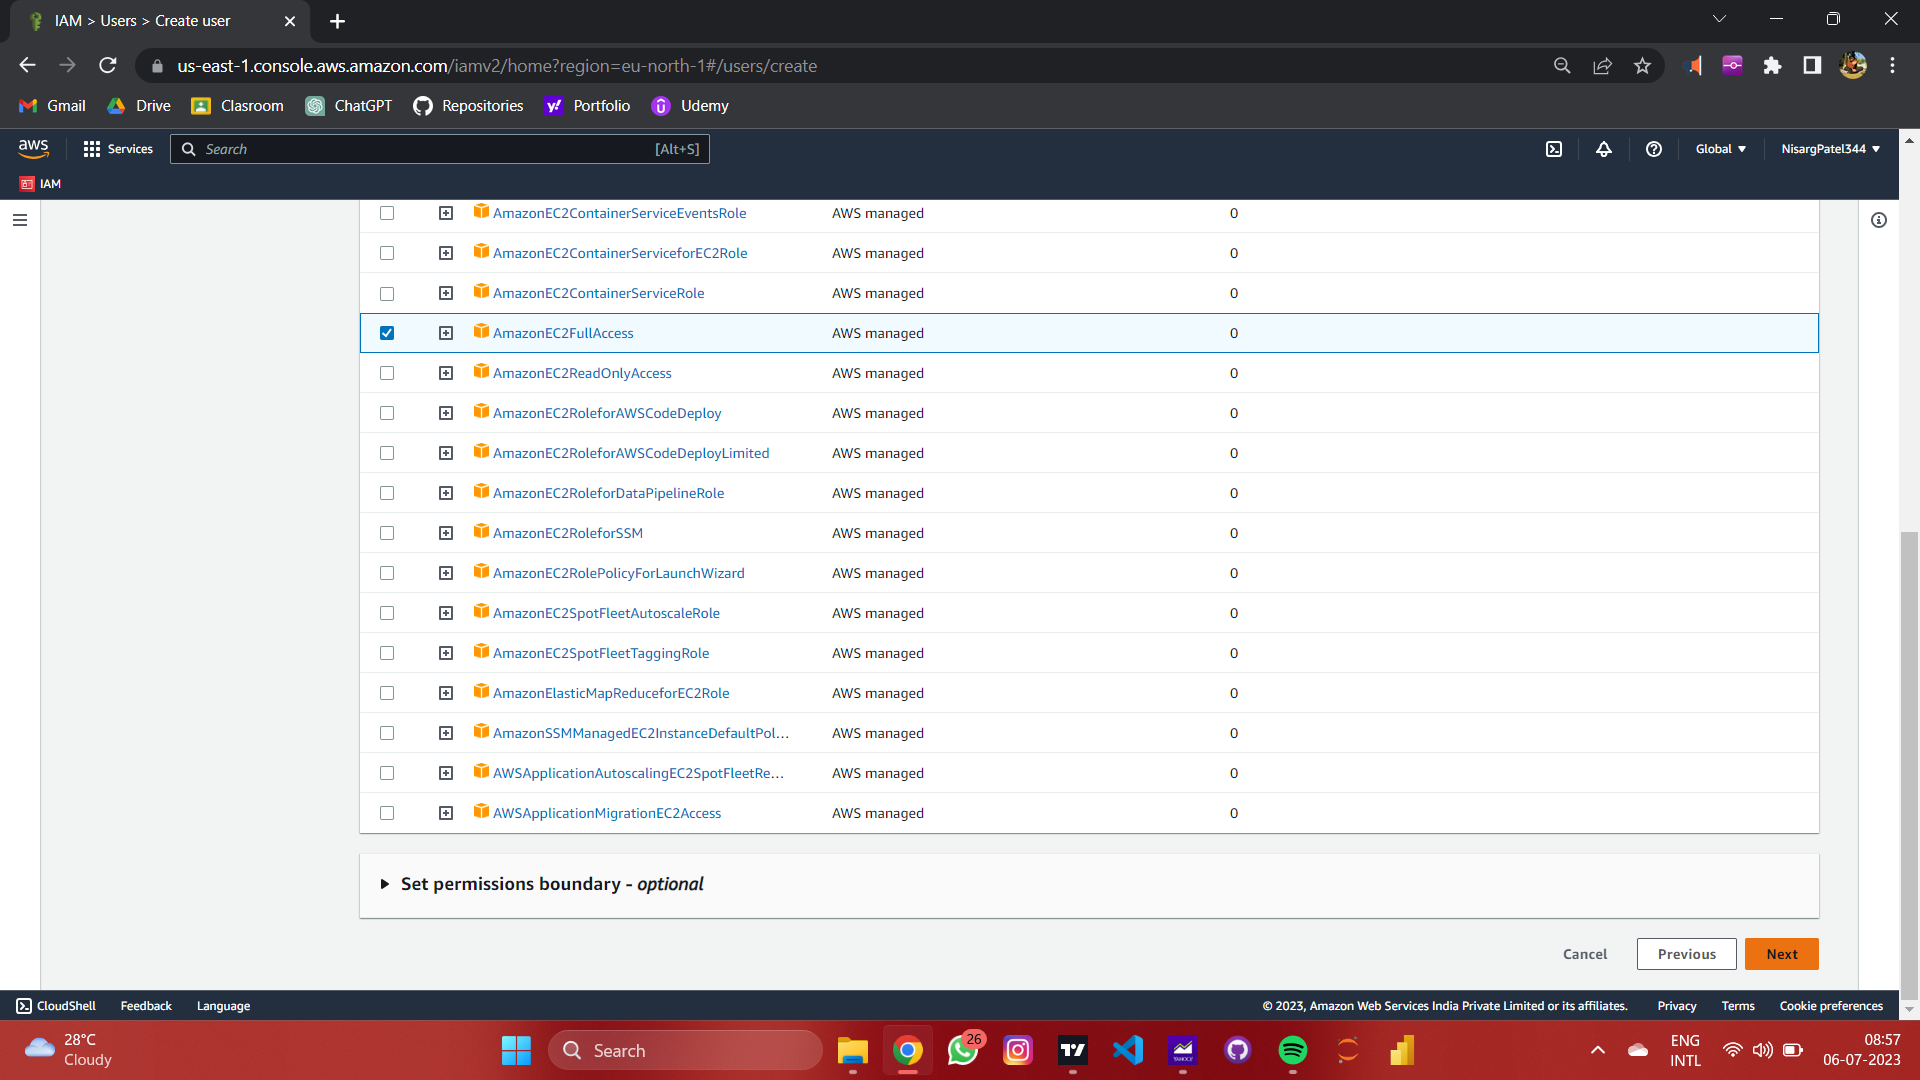 IAM > Users > Create user
us-east-1.console.aws.amazon.com/iamv2/home?region=eu-north-1#/users/create
Gmail Drive Clasroom ChatGPT Repositories Portfolio Udemy
aws Services Search [Alt+S] Global NisargPatel344
IAM
AmazonEC2ContainerServiceEventsRole AWS managed 0
AmazonEC2ContainerServiceforEC2Role AWS managed 0
AmazonEC2ContainerServiceRole AWS managed 0
AmazonEC2FullAccess AWS managed 0
AmazonEC2ReadOnlyAccess AWS managed 0
AmazonEC2RoleforAWSCodeDeploy AWS managed 0
AmazonEC2RoleforAWSCodeDeployLimited AWS managed 0
AmazonEC2RoleforDataPipelineRole AWS managed 0
AmazonEC2RoleforSSM AWS managed 0
AmazonEC2RolePolicyForLaunchWizard AWS managed 0
AmazonEC2SpotFleetAutoscaleRole AWS managed 0
AmazonEC2SpotFleetTaggingRole AWS managed 0
AmazonElasticMapReduceforEC2Role AWS managed 0
AmazonSSMManagedEC2InstanceDefaultPol... AWS managed 0
AWSApplicationAutoscalingEC2SpotFleetRe... AWS managed 0
AWSApplicationMigrationEC2Access AWS managed 0
Set permissions boundary - optional
Cancel Previous Next
CloudShell Feedback Language © 2023, Amazon Web Services India Private Limited or its affiliates. Privacy Terms Cookie preferences
28°C
Cloudy
Search
26
YAHOO!
ENG
INTL
08:57
06-07-2023